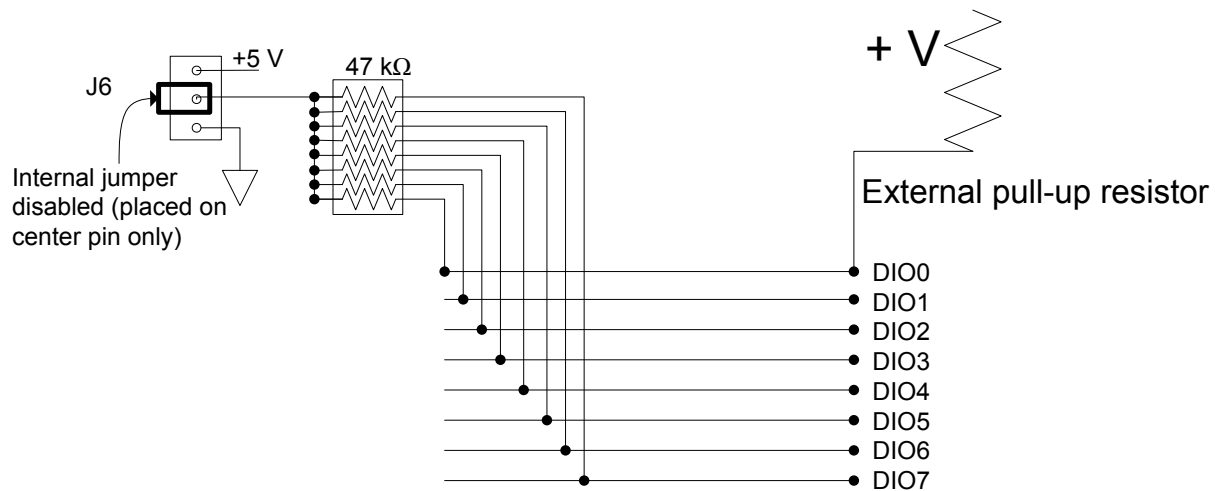 + V
+5 V
47 kΩ
J6
Internal jumper
disabled (placed on
center pin only)
External pull-up resistor
DIO0
DIO1
DIO2
DIO3
DIO4
DIO5
DIO6
DIO7